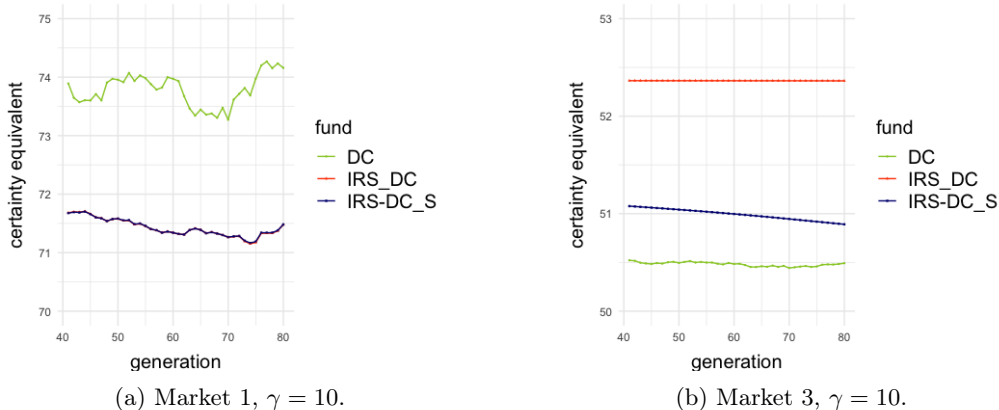 75
74
73
72
71
70
certainty equivalent
40
50
60
70
80
generation
fund
DC
IRS_DC
IRS-DC_S
(a) Market 1, γ = 10.
53
52
51
50
certainty equivalent
40
50
60
70
80
generation
fund
DC
IRS_DC
IRS-DC_S
(b) Market 3, γ = 10.